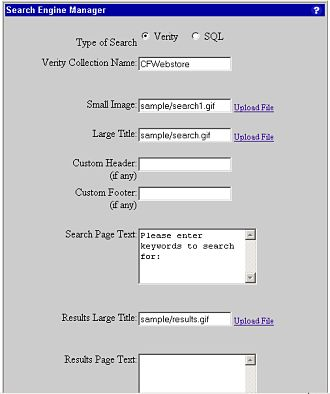 Search Engine Manager ?
Type of Search Verity SQL
Verity Collection Name: CFWebstore
Small Image: sample/search1.gif Upload File
Large Title: sample/search.gif Upload File
Custom Header:
(if any)
Custom Footer:
(if any)
Search Page Text: Please enter
keywords to search
for:
Results Large Title: sample/results.gif Upload File
Results Page Text: